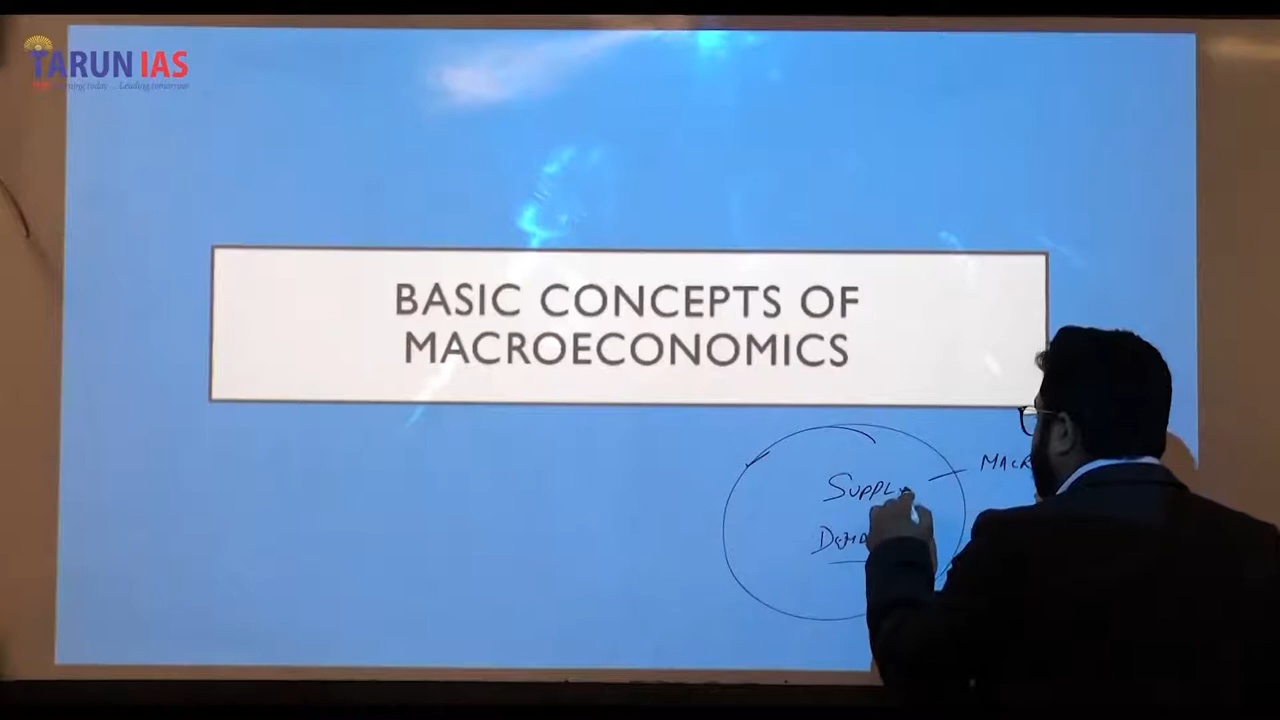 TARUN IAS
BASIC CONCEPTS OF
MACROECONOMICS
SUPPLY